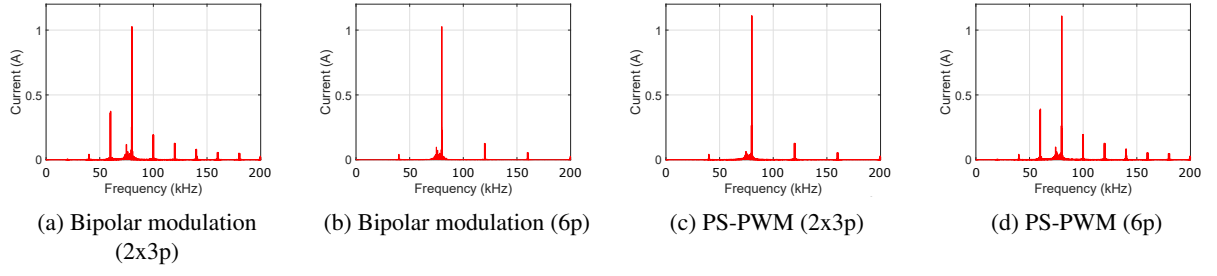 1
0.5
0
Current (A)
0 50 100 150 200
Frequency (kHz)
(a) Bipolar modulation
(2x3p)
1
0.5
0
Current (A)
0 50 100 150 200
Frequency (kHz)
(b) Bipolar modulation (6p)
1
0.5
0
Current (A)
0 50 100 150 200
Frequency (kHz)
(c) PS-PWM (2x3p)
1
0.5
0
Current (A)
0 50 100 150 200
Frequency (kHz)
(d) PS-PWM (6p)